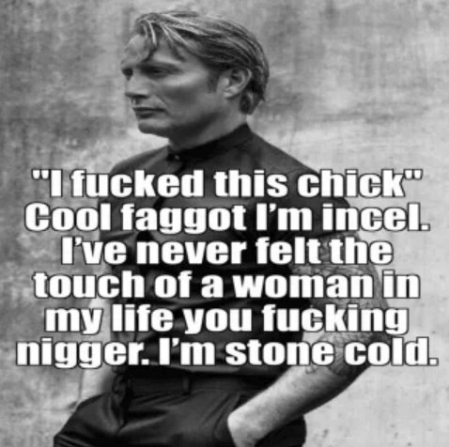 "I fucked this chick"
Cool faggot I'm incel.
I've never felt the
touch of a woman in
my life you fucking
nigger. I'm stone cold.